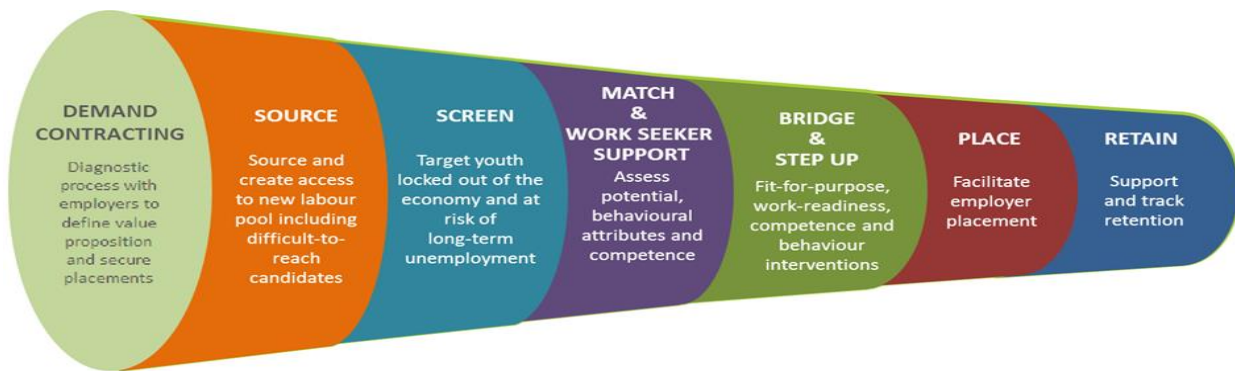 DEMAND
CONTRACTING
Diagnostic
process with
employers to
define value
proposition
and secure
placements
SOURCE
Source and
create access
to new labour
pool including
difficult-to-
reach
candidates
SCREEN
Target youth
locked out of the
economy and at
risk of
long-term
unemployment
MATCH
&
WORK SEEKER
SUPPORT
Assess
potential,
behavioural
attributes and
competence
BRIDGE
&
STEP UP
Fit-for-purpose,
work-readiness,
competence and
behaviour
interventions
PLACE
Facilitate
employer
placement
RETAIN
Support
and track
retention